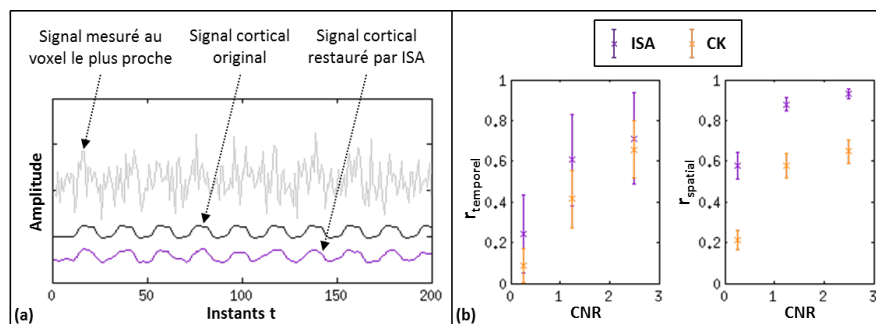 Signal mesuré au
voxel le plus proche
Signal cortical
original
Signal cortical
restauré par ISA
Amplitude
0
50
100
150
200
Instants t
(a)
ISA
CK
r_temporel
1
0.8
0.6
0.4
0.2
0
0
1
2
3
CNR
r_spatial
1
0.8
0.6
0.4
0.2
0
0
1
2
3
CNR
(b)